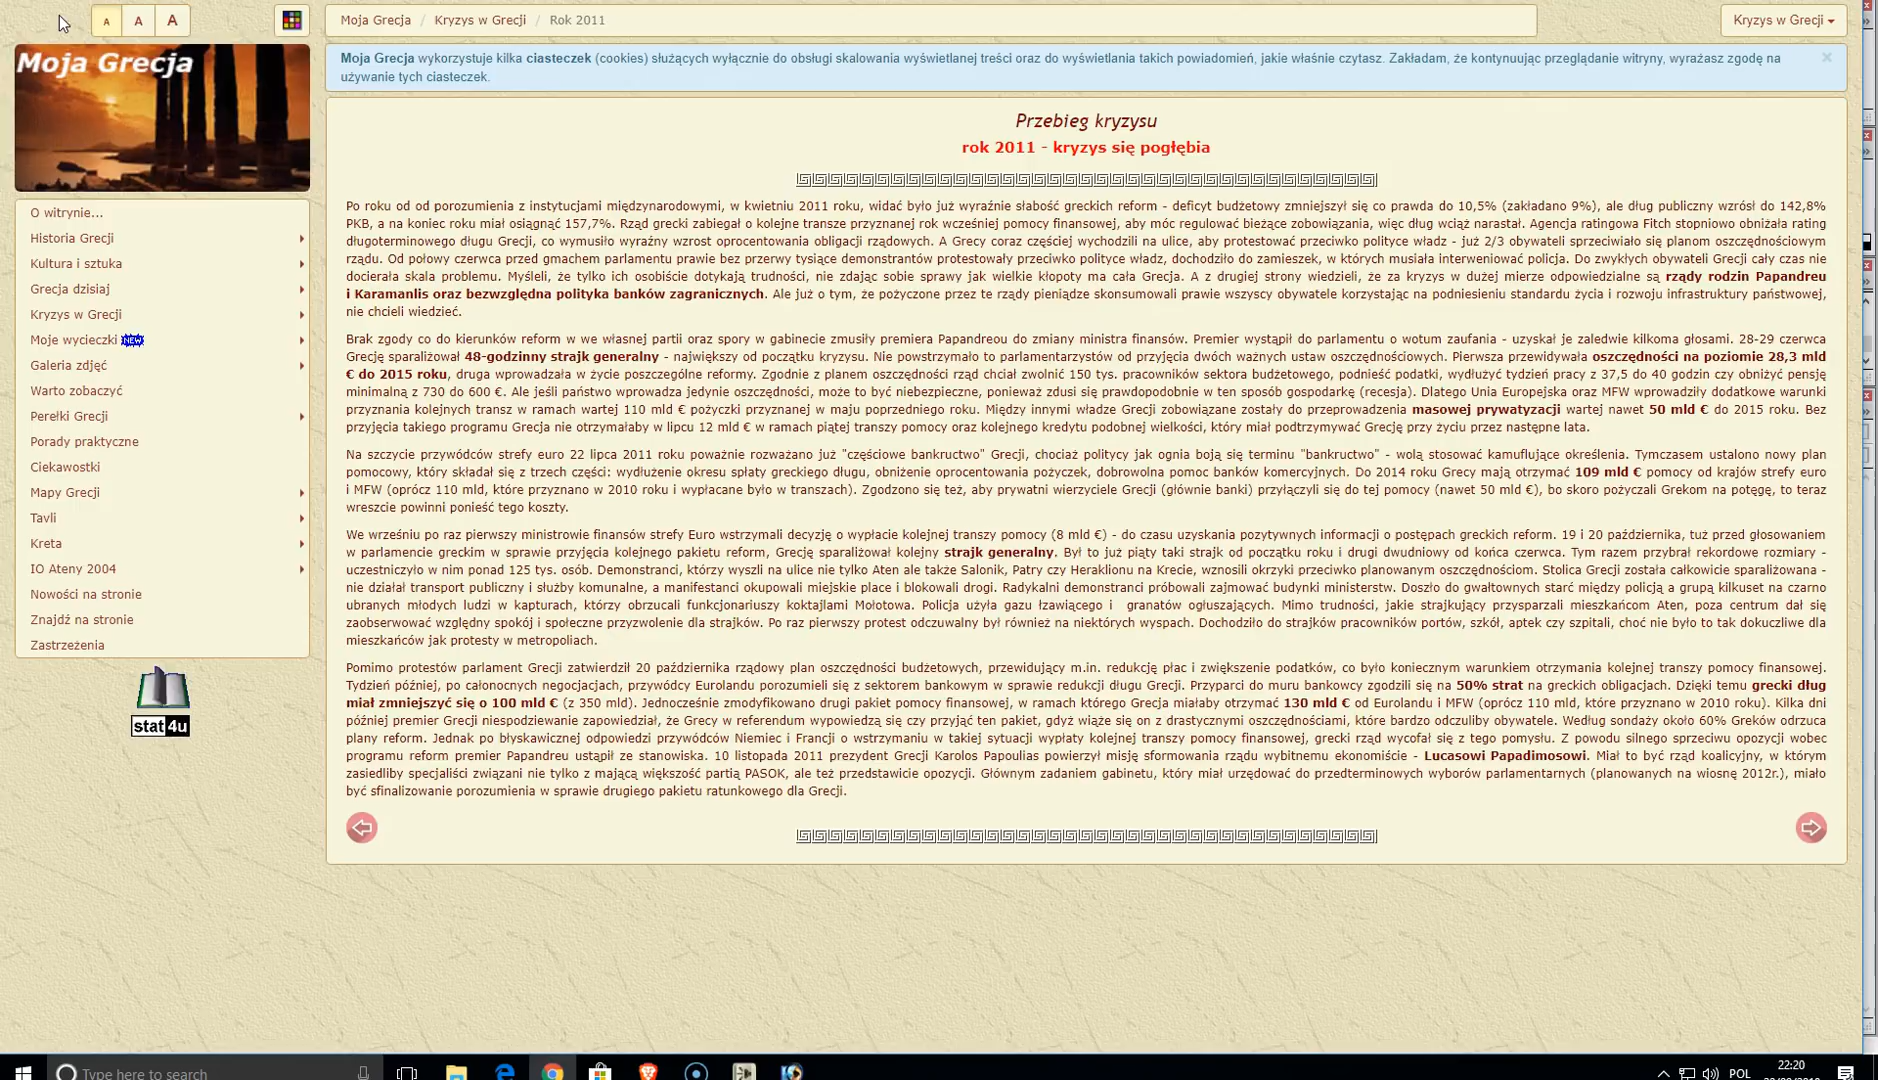 A A A
Moja Grecja / Kryzys w Grecji / Rok 2011
Kryzys w Grecji
Moja Grecja
Moja Grecja wykorzystuje kilka ciasteczek (cookies) służących wyłącznie do obsługi skalowania wyświetlanej treści oraz do wyświetlania takich powiadomień, jakie właśnie czytasz. Zakładam, że kontynuując przeglądanie witryny, wyrażasz zgodę na
używanie tych ciasteczek.
×
O witrynie...
Historia Grecji
Kultura i sztuka
Grecja dzisiaj
Kryzys w Grecji
Moje wycieczki NEW
Galeria zdjęć
Warto zobaczyć
Perełki Grecji
Porady praktyczne
Ciekawostki
Mapy Grecji
Tavli
Kreta
IO Ateny 2004
Nowości na stronie
Znajdź na stronie
Zastrzeżenia
stat4u
Przebieg kryzysu
rok 2011 - kryzys się pogłębia
Po roku od od porozumienia z instytucjami międzynarodowymi, w kwietniu 2011 roku, widać było już wyraźnie słabość greckich reform - deficyt budżetowy zmniejszył się co prawda do 10,5% (zakładano 9%), ale dług publiczny wzrósł do 142,8%
PKB, a na koniec roku miał osiągnąć 157,7%. Rząd grecki zabiegał o kolejne transze przyznanej rok wcześniej pomocy finansowej, aby móc regulować bieżące zobowiązania, więc dług wciąż narastał. Agencja ratingowa Fitch stopniowo obniżała rating
długoterminowego długu Grecji, co wymusiło wyraźny wzrost oprocentowania obligacji rządowych. A Grecy coraz częściej wychodzili na ulice, aby protestować przeciwko polityce władz - już 2/3 obywateli sprzeciwiało się planom oszczędnościowym
rządu. Od połowy czerwca przed gmachem parlamentu prawie bez przerwy tysiące demonstrantów protestowały przeciwko polityce władz, dochodziło do zamieszek, w których musiała interweniować policja. Do zwykłych obywateli Grecji cały czas nie
docierała skala problemu. Myśleli, że tylko ich osobiście dotykają trudności, nie zdając sobie sprawy jak wielkie kłopoty ma cała Grecja. A z drugiej strony wiedzieli, że za kryzys w dużej mierze odpowiedzialne są rządy rodzin Papandreu
i Karamanlis oraz bezwzględna polityka banków zagranicznych. Ale już o tym, że pożyczone przez te rządy pieniądze skonsumowali prawie wszyscy obywatele korzystając na podniesieniu standardu życia i rozwoju infrastruktury państwowej,
nie chcieli wiedzieć.
Brak zgody co do kierunków reform w we własnej partii oraz spory w gabinecie zmusiły premiera Papandreou do zmiany ministra finansów. Premier wystąpił do parlamentu o wotum zaufania - uzyskał je zaledwie kilkoma głosami. 28-29 czerwca
Grecję sparaliżował 48-godzinny strajk generalny - największy od początku kryzysu. Nie powstrzymało to parlamentarzystów od przyjęcia dwóch ważnych ustaw oszczędnościowych. Pierwsza przewidywała oszczędności na poziomie 28,3 mld
€ do 2015 roku, druga wprowadzała w życie poszczególne reformy. Zgodnie z planem oszczędności rząd chciał zwolnić 150 tys. pracowników sektora budżetowego, podnieść podatki, wydłużyć tydzień pracy z 37,5 do 40 godzin czy obniżyć pensję
minimalną z 730 do 600 €. Ale jeśli państwo wprowadza jedynie oszczędności, może to być niebezpieczne, ponieważ zdusi się prawdopodobnie w ten sposób gospodarkę (recesja). Dlatego Unia Europejska oraz MFW wprowadziły dodatkowe warunki
przyznania kolejnych transz w ramach wartej 110 mld € pożyczki przyznanej w maju poprzedniego roku. Między innymi władze Grecji zobowiązane zostały do przeprowadzenia masowej prywatyzacji wartej nawet 50 mld € do 2015 roku. Bez
przyjęcia takiego programu Grecja nie otrzymałaby w lipcu 12 mld € w ramach piątej transzy pomocy oraz kolejnego kredytu podobnej wielkości, który miał podtrzymywać Grecję przy życiu przez następne lata.
Na szczycie przywódców strefy euro 22 lipca 2011 roku poważnie rozważano już "częściowe bankructwo" Grecji, chociaż politycy jak ognia boją się terminu "bankructwo" - wolą stosować kamuflujące określenia. Tymczasem ustalono nowy plan
pomocowy, który składał się z trzech części: wydłużenie okresu spłaty greckiego długu, obniżenie oprocentowania pożyczek, dobrowolna pomoc banków komercyjnych. Do 2014 roku Grecy mają otrzymać 109 mld € pomocy od krajów strefy euro
i MFW (oprócz 110 mld, które przyznano w 2010 roku i wypłacane było w transzach). Zgodzono się też, aby prywatni wierzyciele Grecji (głównie banki) przyłączyli się do tej pomocy (nawet 50 mld €), bo skoro pożyczali Grekom na potęgę, to teraz
wreszcie powinni ponieść tego koszty.
We wrześniu po raz pierwszy ministrowie finansów strefy Euro wstrzymali decyzję o wypłacie kolejnej transzy pomocy (8 mld €) - do czasu uzyskania pozytywnych informacji o postępach greckich reform. 19 i 20 października, tuż przed głosowaniem
w parlamencie greckim w sprawie przyjęcia kolejnego pakietu reform, Grecję sparaliżował kolejny strajk generalny. Był to już piąty taki strajk od początku roku i drugi dwudniowy od końca czerwca. Tym razem przybrał rekordowe rozmiary -
uczestniczyło w nim ponad 125 tys. osób. Demonstranci, którzy wyszli na ulice nie tylko Aten ale także Salonik, Patry czy Heraklionu na Krecie, wznosili okrzyki przeciwko planowanym oszczędnościom. Stolica Grecji została całkowicie sparaliżowana -
nie działał transport publiczny i służby komunalne, a manifestanci okupowali miejskie place i blokowali drogi. Radykalni demonstranci próbowali zajmować budynki ministerstw. Doszło do gwałtownych starć między policją a grupą kilkuset na czarno
ubranych młodych ludzi w kapturach, którzy obrzucali funkcjonariuszy koktajlami Mołotowa. Policja użyła gazu łzawiącego i granatów ogłuszających. Mimo trudności, jakie strajkujący przysparzali mieszkańcom Aten, poza centrum dał się
zaobserwować względny spokój i społeczne przyzwolenie dla strajków. Po raz pierwszy protest odczuwalny był również na niektórych wyspach. Dochodziło do strajków pracowników portów, szkół, aptek czy szpitali, choć nie było to tak dokuczliwe dla
mieszkańców jak protesty w metropoliach.
Pomimo protestów parlament Grecji zatwierdził 20 października rządowy plan oszczędności budżetowych, przewidujący m.in. redukcję płac i zwiększenie podatków, co było koniecznym warunkiem otrzymania kolejnej transzy pomocy finansowej.
Tydzień później, po całonocnych negocjacjach, przywódcy Eurolandu porozumieli się z sektorem bankowym w sprawie redukcji długu Grecji. Przyparci do muru bankowcy zgodzili się na 50% strat na greckich obligacjach. Dzięki temu grecki dług
miał zmniejszyć się o 100 mld € (z 350 mld). Jednocześnie zmodyfikowano drugi pakiet pomocy finansowej, w ramach którego Grecja miałaby otrzymać 130 mld € od Eurolandu i MFW (oprócz 110 mld, które przyznano w 2010 roku). Kilka dni
później premier Grecji niespodziewanie zapowiedział, że Grecy w referendum wypowiedzą się czy przyjąć ten pakiet, gdyż wiąże się on z drastycznymi oszczędnościami, które bardzo odczuliby obywatele. Według sondaży około 60% Greków odrzuca
plany reform. Jednak po błyskawicznej odpowiedzi przywódców Niemiec i Francji o wstrzymaniu w takiej sytuacji wypłaty kolejnej transzy pomocy finansowej, grecki rząd wycofał się z tego pomysłu. Z powodu silnego sprzeciwu opozycji wobec
programu reform premier Papandreu ustąpił ze stanowiska. 10 listopada 2011 prezydent Grecji Karolos Papoulias powierzył misję sformowania rządu wybitnemu ekonomiście - Lucasowi Papadimosowi. Miał to być rząd koalicyjny, w którym
zasiedliby specjaliści związani nie tylko z mającą większość partią PASOK, ale też przedstawicie opozycji. Głównym zadaniem gabinetu, który miał urzędować do przedterminowych wyborów parlamentarnych (planowanych na wiosnę 2012r.), miało
być sfinalizowanie porozumienia w sprawie drugiego pakietu ratunkowego dla Grecji.
Type here to search
POL
22:20